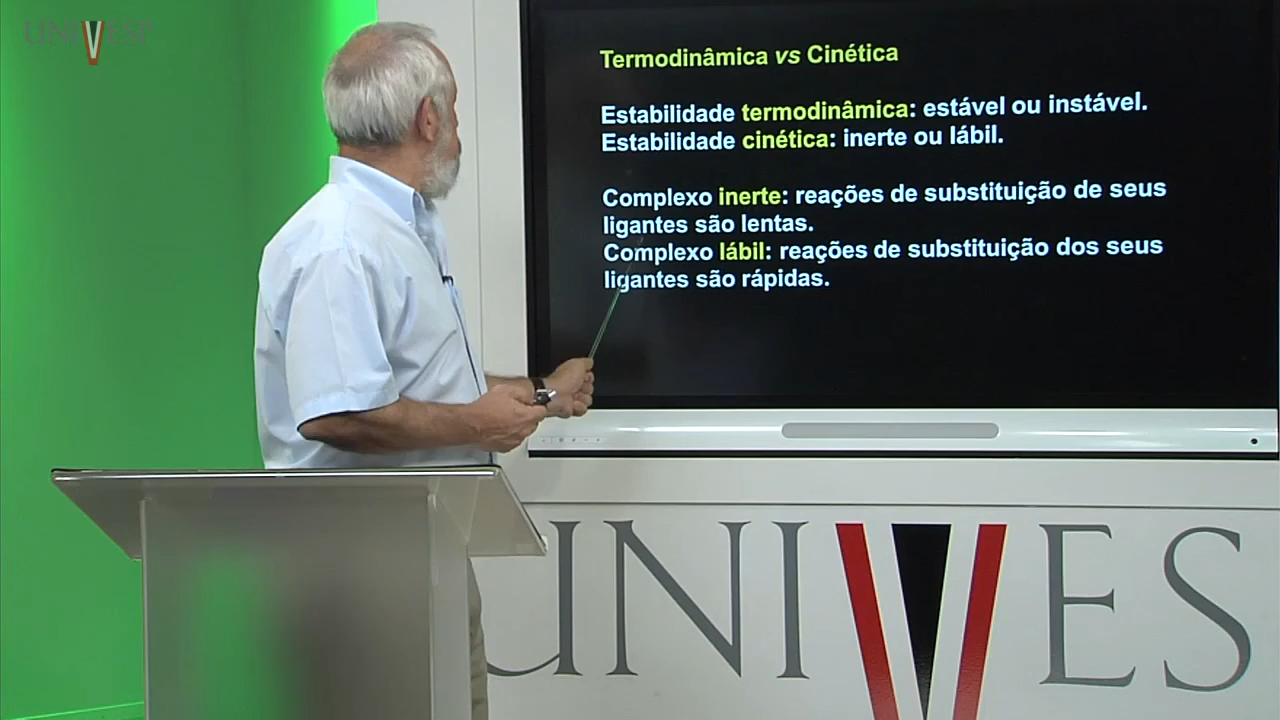 UNIVESP
Termodinâmica vs Cinética
Estabilidade termodinâmica: estável ou instável.
Estabilidade cinética: inerte ou lábil.
Complexo inerte: reações de substituição de seus
ligantes são lentas.
Complexo lábil: reações de substituição dos seus
ligantes são rápidas.
UNIVES